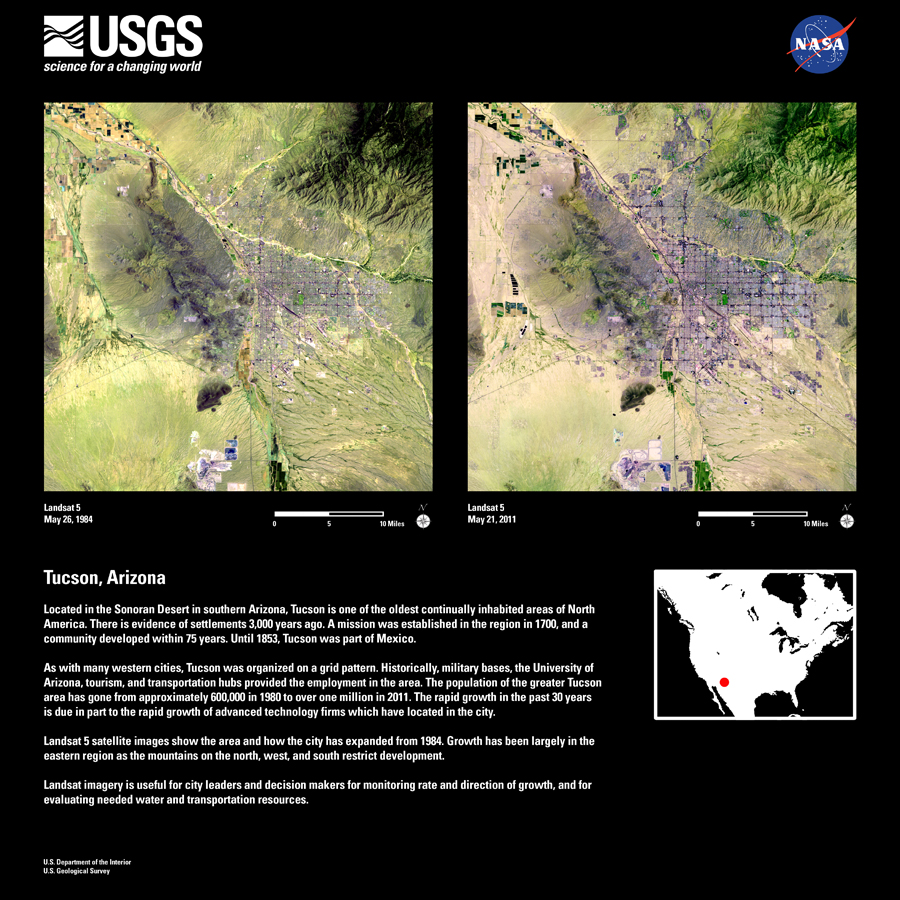 USGS
science for a changing world
NASA
Landsat 5
May 26, 1984
0 5 10 Miles
N
Landsat 5
May 21, 2011
0 5 10 Miles
N
Tucson, Arizona
Located in the Sonoran Desert in southern Arizona, Tucson is one of the oldest continually inhabited areas of North
America. There is evidence of settlements 3,000 years ago. A mission was established in the region in 1700, and a
community developed within 75 years. Until 1853, Tucson was part of Mexico.
As with many western cities, Tucson was organized on a grid pattern. Historically, military bases, the University of
Arizona, tourism, and transportation hubs provided the employment in the area. The population of the greater Tucson
area has gone from approximately 600,000 in 1980 to over one million in 2011. The rapid growth in the past 30 years
is due in part to the rapid growth of advanced technology firms which have located in the city.
Landsat 5 satellite images show the area and how the city has expanded from 1984. Growth has been largely in the
eastern region as the mountains on the north, west, and south restrict development.
Landsat imagery is useful for city leaders and decision makers for monitoring rate and direction of growth, and for
evaluating needed water and transportation resources.
U.S. Department of the Interior
U.S. Geological Survey